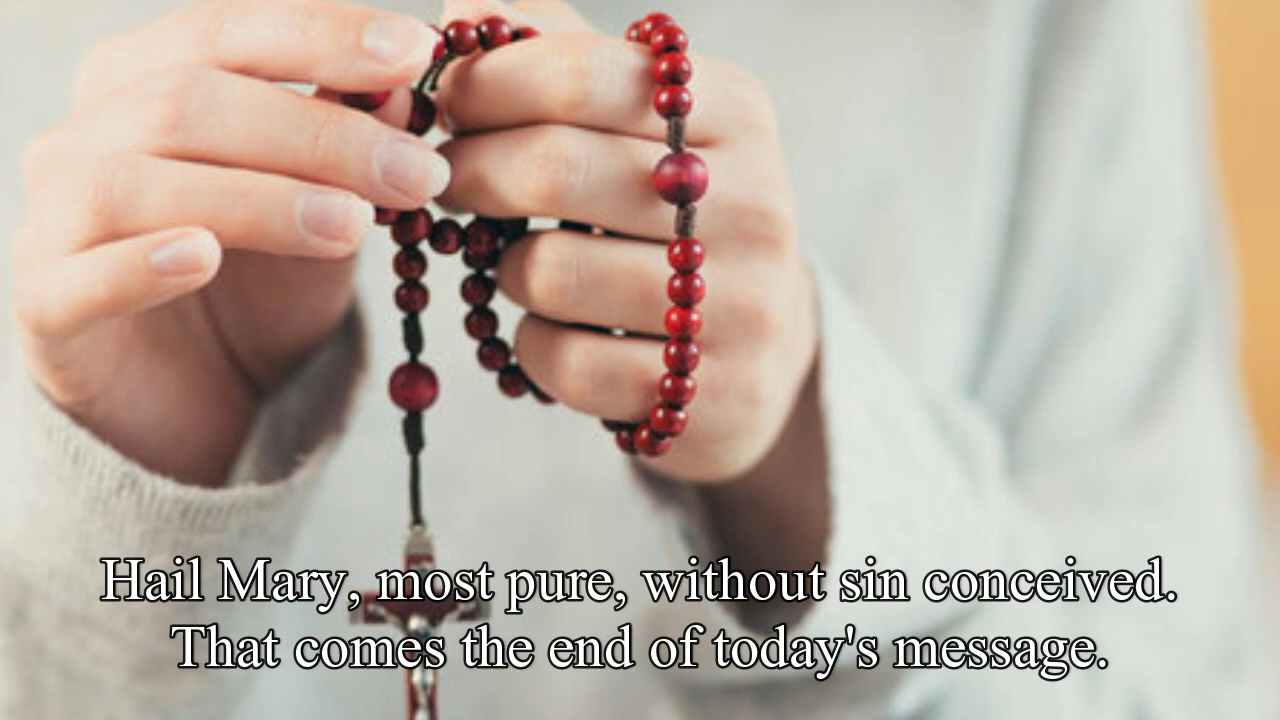 Hail Mary, most pure, without sin conceived.
That comes the end of today's message.